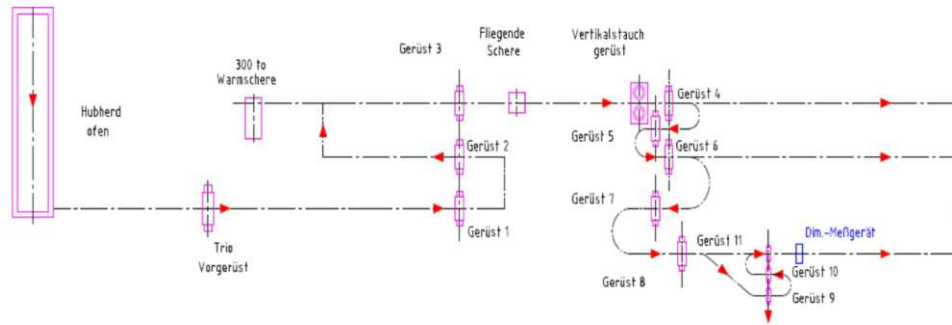 Gerüst 3
Fliegende
Schere
Vertikalstauch
gerüst
300 to
Warmschere
Gerüst 4
Hubherd
ofen
Gerüst 5
Gerüst 2
Gerüst 6
Gerüst 7
Gerüst 1
Trio
Vorgerüst
Gerüst 11
Dim.-Meßgerät
Gerüst 8
Gerüst 10
Gerüst 9